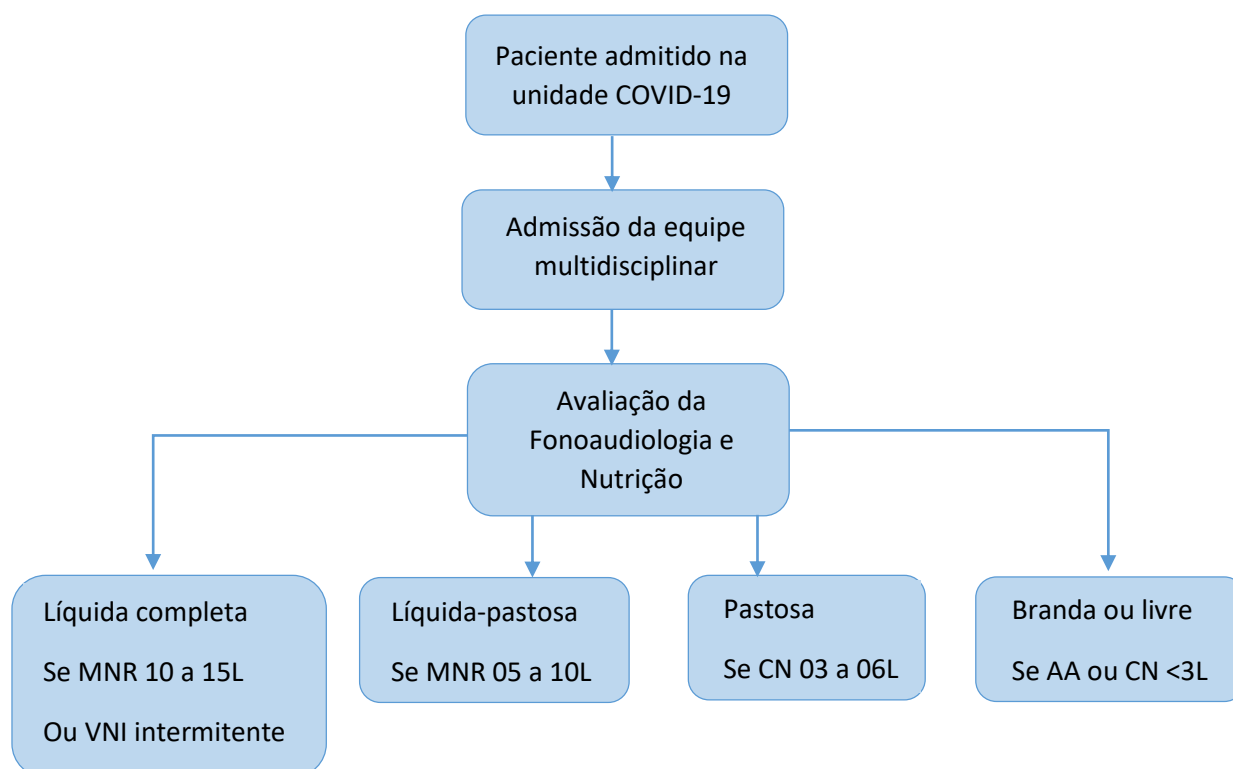 Paciente admitido na
unidade COVID-19
Admissão da equipe
multidisciplinar
Avaliação da
Fonoaudiologia e
Nutrição
Líquida completa
Se MNR 10 a 15L
Ou VNI intermitente
Líquida-pastosa
Se MNR 05 a 10L
Pastosa
Se CN 03 a 06L
Branda ou livre
Se AA ou CN <3L